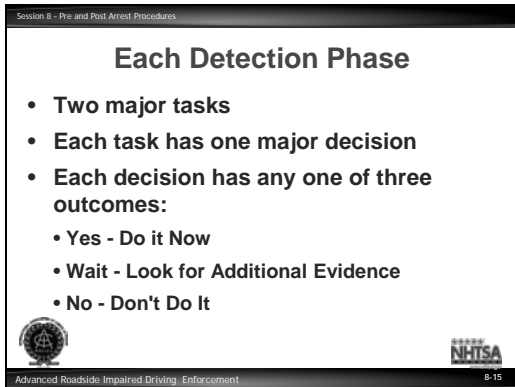 Session 8 - Pre and Post Arrest Procedures
Each Detection Phase
• Two major tasks
• Each task has one major decision
• Each decision has any one of three
outcomes:
• Yes - Do it Now
• Wait - Look for Additional Evidence
• No - Don't Do It
NHTSA
Advanced Roadside Impaired Driving Enforcement
8-15